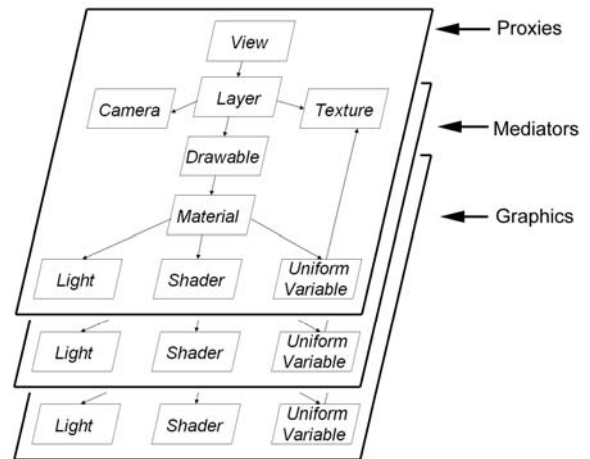 Proxies
View
Camera
Layer
Texture
Mediators
Drawable
Material
Graphics
Light
Shader
Uniform
Variable
Light
Shader
Uniform
Variable
Light
Shader
Uniform
Variable